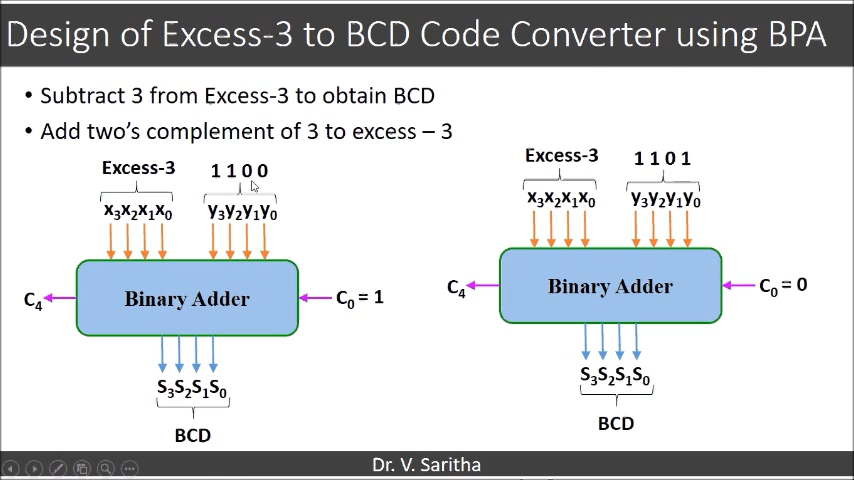 Design of Excess-3 to BCD Code Converter using BPA
• Subtract 3 from Excess-3 to obtain BCD
• Add two's complement of 3 to excess – 3
Excess-3
1 1 0 0
x₃x₂x₁x₀
y₃y₂y₁y₀
Binary Adder
C₄
C₀ = 1
S₃S₂S₁S₀
BCD
Excess-3
1 1 0 1
x₃x₂x₁x₀
y₃y₂y₁y₀
Binary Adder
C₄
C₀ = 0
S₃S₂S₁S₀
BCD
Dr. V. Saritha